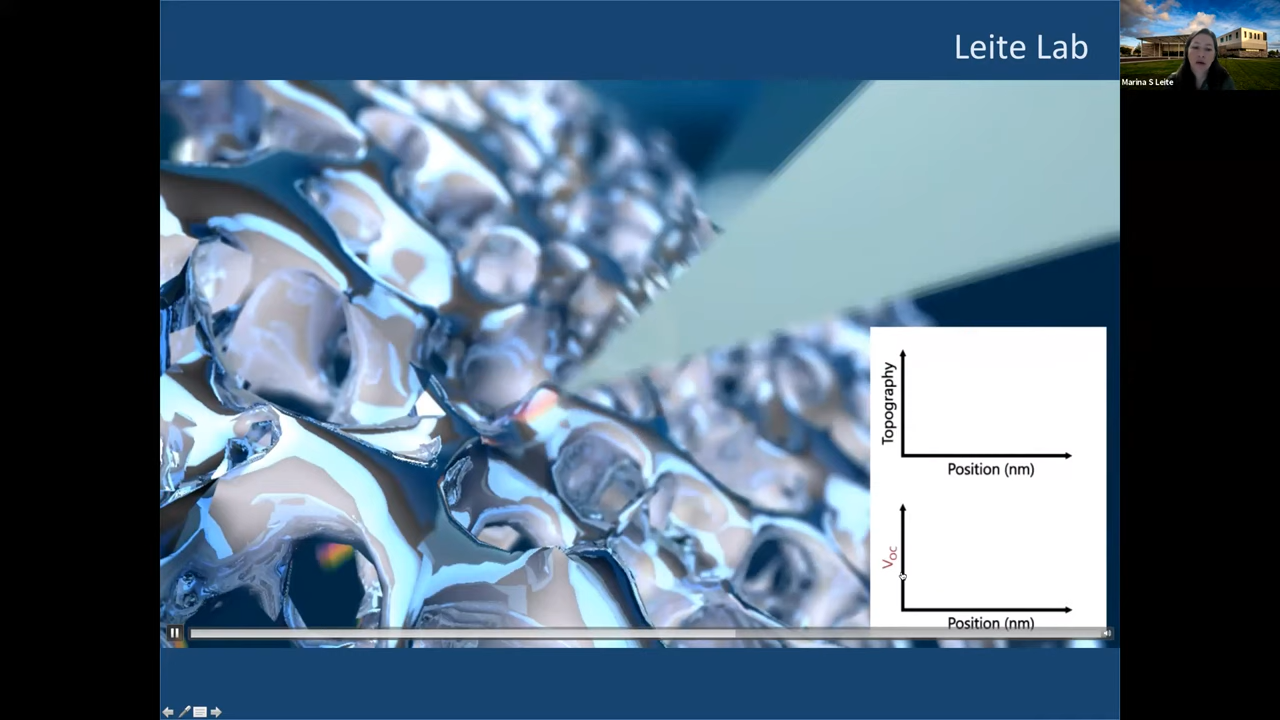 Leite Lab
Marina S Leite
Topography
Position (nm)
VOC
Position (nm)